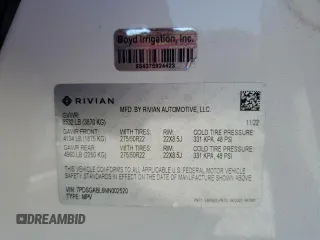 Boyd Irrigation, Inc.
RIVIAN
MFD. BY RIVIAN AUTOMOTIVE, LLC.
GVWR:
8532 LB (3870 KG)
11/22
GAWR FRONT: WITH TIRES: RIM COLD TIRE PRESSURE:
4134 LB (1875 KG) 275/50R22 22X8.5J 331 KPA, 48 PSI
GAWR REAR WITH TIRES: RIM COLD TIRE PRESSURE:
4960 LB (2250 KG) 275/50R22 22X8.5J 331 KPA, 48 PSI
THIS VEHICLE CONFORMS TO ALL APPLICABLE U.S. FEDERAL MOTOR VEHICLE
SAFETY STANDARDS IN EFFECT ON THE DATE OF MANUFACTURE SHOWN ABOVE.
TYPE: MPV
DREAMBID